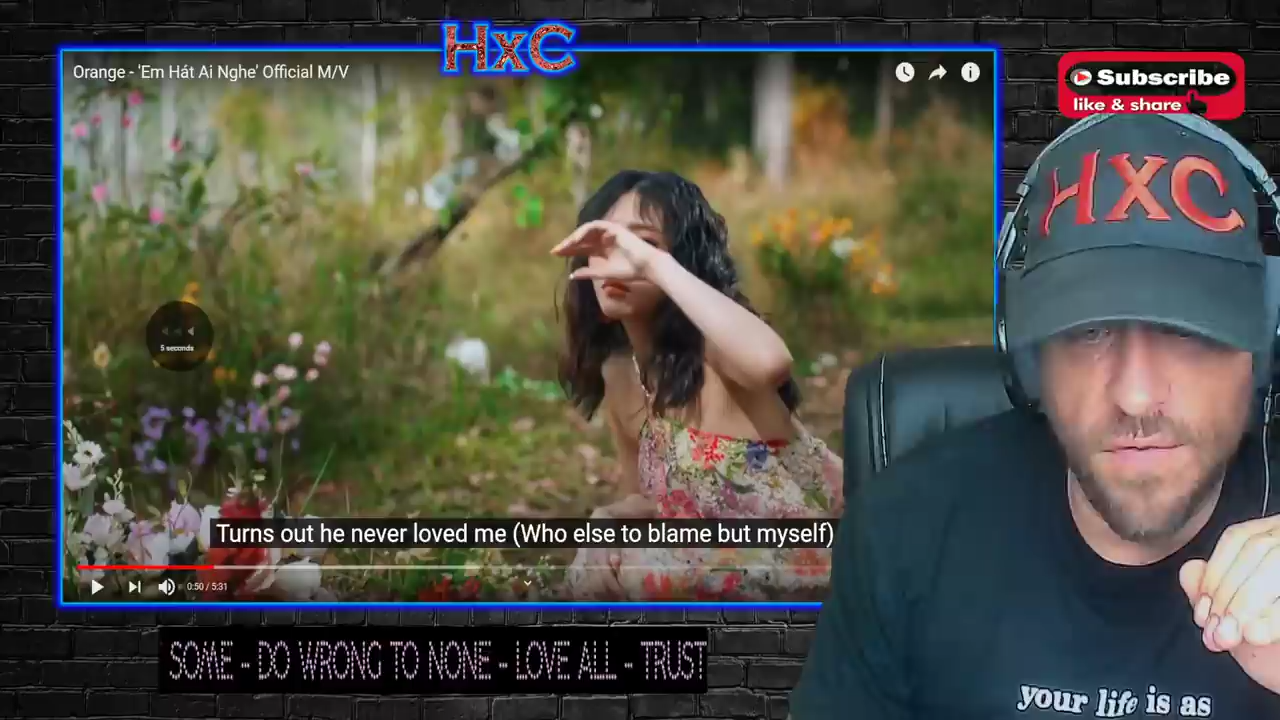 HxC
Orange - 'Em Hát Ai Nghe' Official M/V
Subscribe
like & share
HXC
5 seconds
Turns out he never loved me (Who else to blame but myself)
0:50 / 5:31
SOME - DO WRONG TO NONE - LOVE ALL - TRUST
your life is as